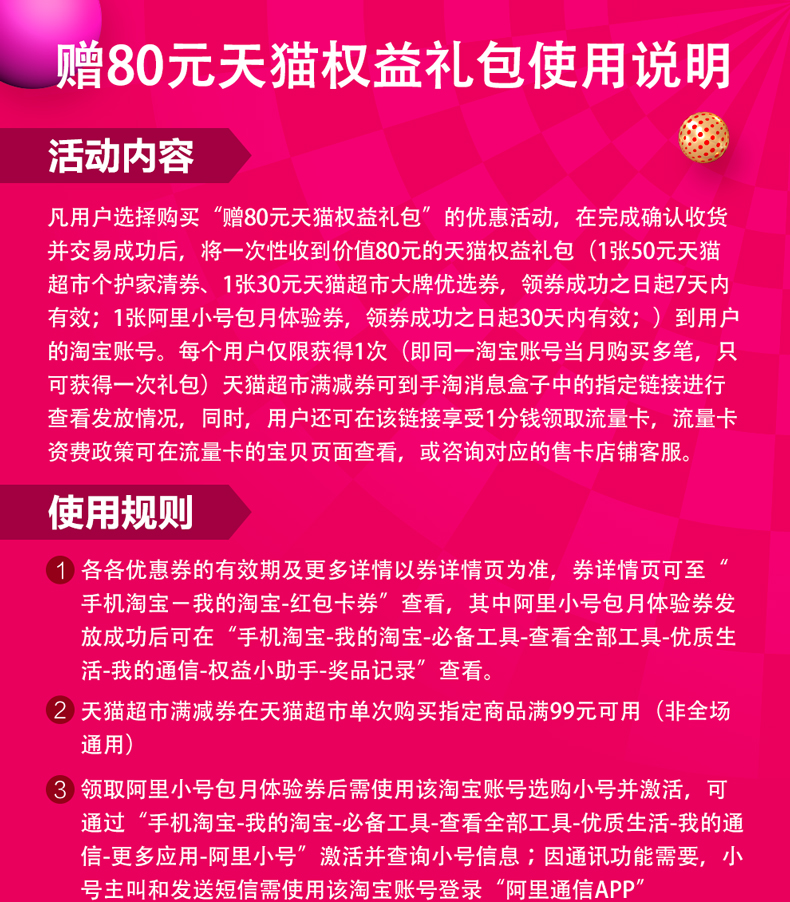 赠80元天猫权益礼包使用说明
活动内容
凡用户选择购买“赠80元天猫权益礼包”的优惠活动，在完成确认收货
并交易成功后，将一次性收到价值80元的天猫权益礼包（1张50元天猫
超市个护家清券、1张30元天猫超市大牌优选券，领券成功之日起7天内
有效；1张阿里小号包月体验券，领券成功之日起30天内有效；）到用户
的淘宝账号。每个用户仅限获得1次（即同一淘宝账号当月购买多笔，只
可获得一次礼包）天猫超市满减券可到手淘消息盒子中的指定链接进行
查看发放情况，同时，用户还可在该链接享受1分钱领取流量卡，流量卡
资费政策可在流量卡的宝贝页面查看，或咨询对应的售卡店铺客服。
使用规则
1 各各优惠券的有效期及更多详情以券详情页为准，券详情页可至“
手机淘宝－我的淘宝-红包卡券”查看，其中阿里小号包月体验券发
放成功后可在“手机淘宝-我的淘宝-必备工具-查看全部工具-优质生
活-我的通信-权益小助手-奖品记录”查看。
2 天猫超市满减券在天猫超市单次购买指定商品满99元可用（非全场
通用）
3 领取阿里小号包月体验券后需使用该淘宝账号选购小号并激活，可
通过“手机淘宝-我的淘宝-必备工具-查看全部工具-优质生活-我的通
信-更多应用-阿里小号”激活并查询小号信息；因通讯功能需要，小
号主叫和发送短信需使用该淘宝账号登录“阿里通信APP”